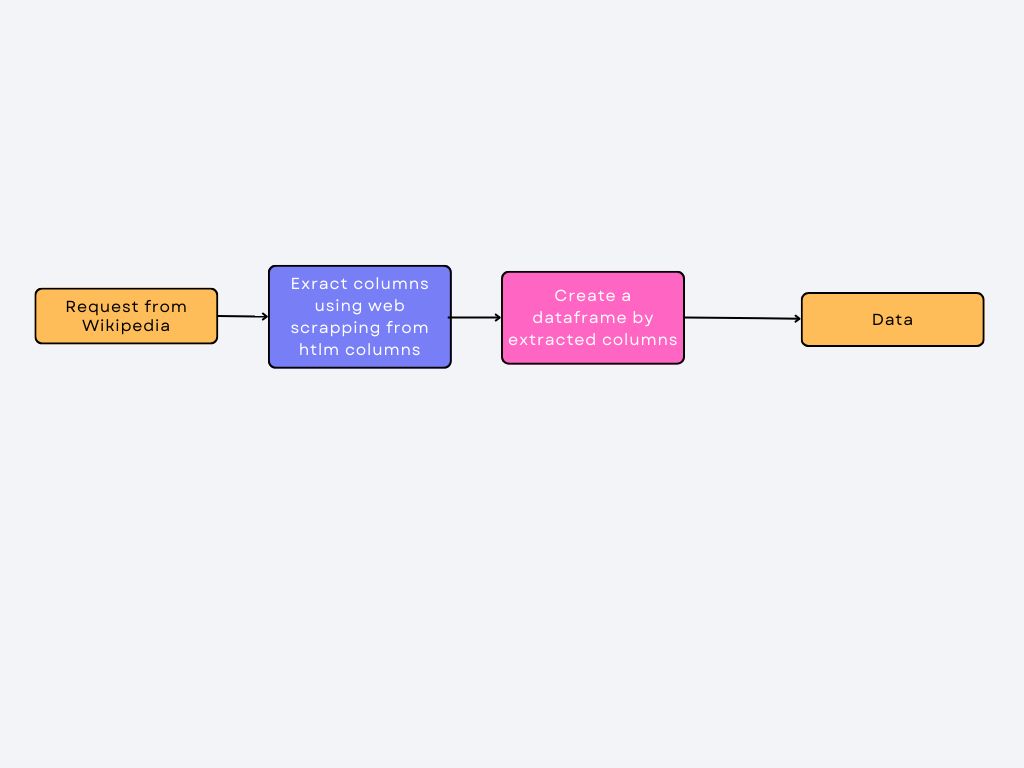 Request from
Wikipedia
Exract columns
using web
scrapping from
htlm columns
Create a
dataframe by
extracted columns
Data